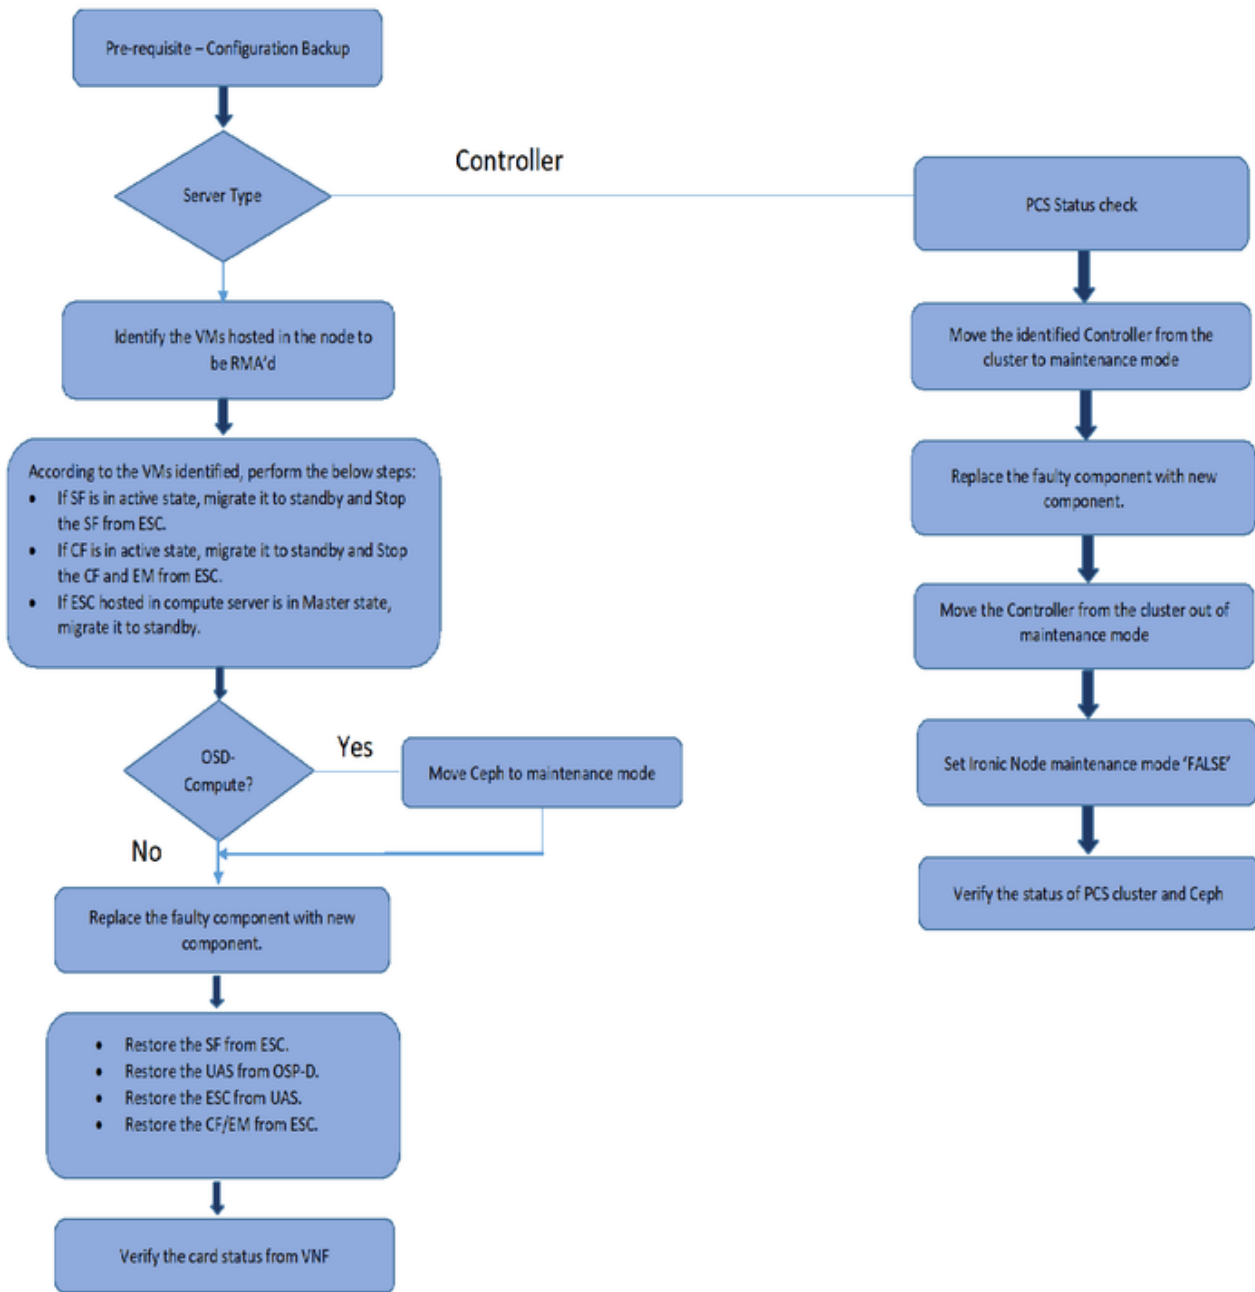 Pre-requisite – Configuration Backup
Server Type
Controller
PCS Status check
Identify the VMs hosted in the node to
be RMA'd
Move the identified Controller from the
cluster to maintenance mode
According to the VMs identified, perform the below steps:
• If SF is in active state, migrate it to standby and Stop
the SF from ESC.
• If CF is in active state, migrate it to standby and Stop
the CF and EM from ESC.
• If ESC hosted in compute server is in Master state,
migrate it to standby.
Replace the faulty component with new
component.
Move the Controller from the cluster out of
maintenance mode
OSD-
Compute?
Yes
Move Ceph to maintenance mode
No
Set Ironic Node maintenance mode ‘FALSE’
Verify the status of PCS cluster and Ceph
Replace the faulty component with new
component.
• Restore the SF from ESC.
• Restore the UAS from OSP-D.
• Restore the ESC from UAS.
• Restore the CF/EM from ESC.
Verify the card status from VNF